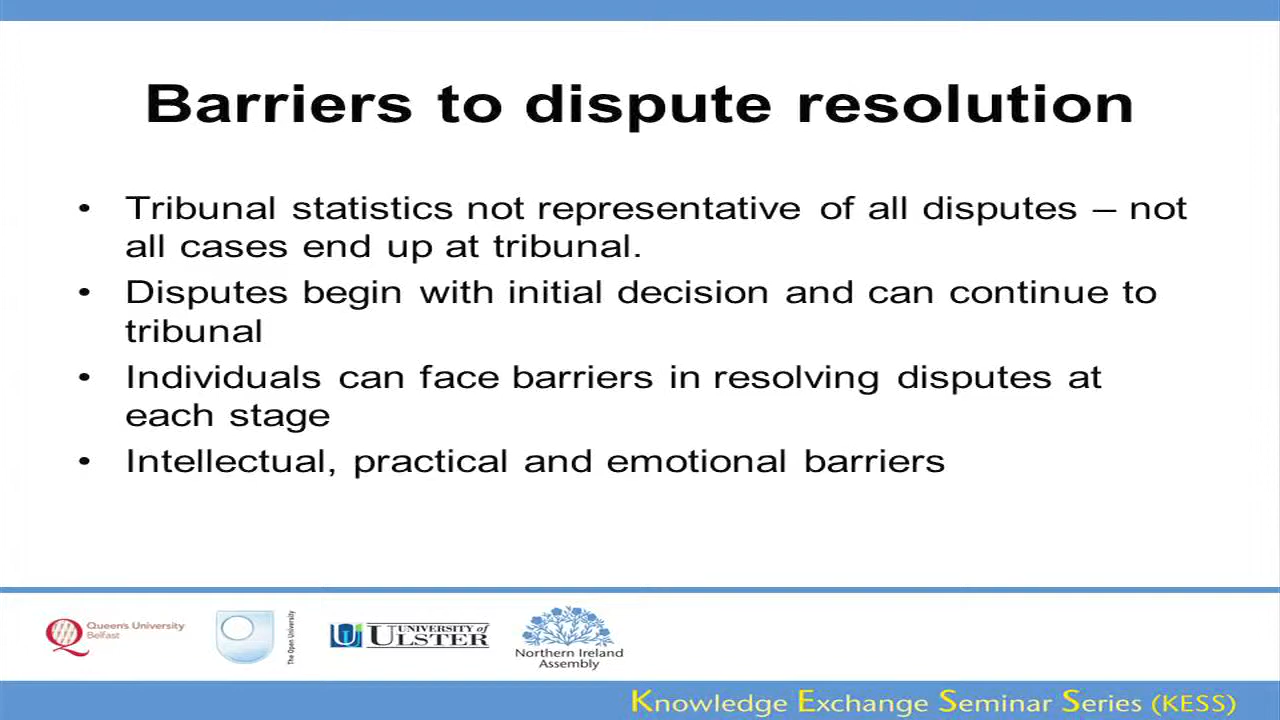 Barriers to dispute resolution
• Tribunal statistics not representative of all disputes – not
all cases end up at tribunal.
• Disputes begin with initial decision and can continue to
tribunal
• Individuals can face barriers in resolving disputes at
each stage
• Intellectual, practical and emotional barriers
Queen's University
Belfast
The Open University
UNIVERSITY of
ULSTER
Northern Ireland
Assembly
Knowledge Exchange Seminar Series (KESS)